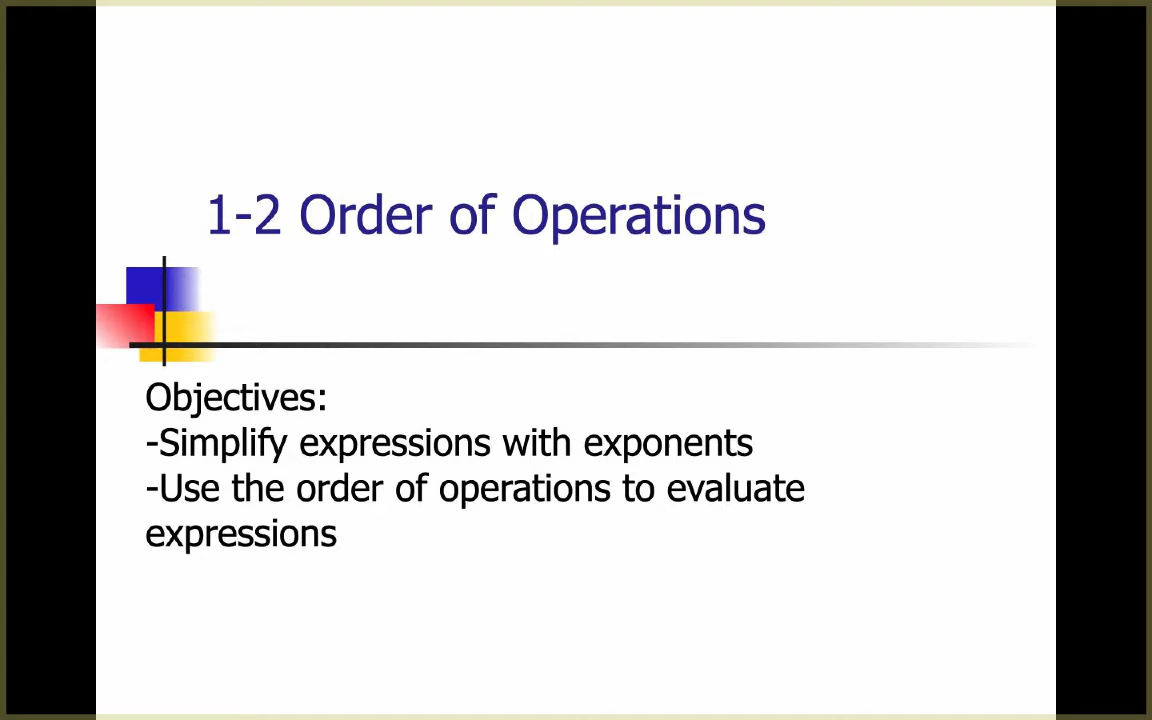 1-2 Order of Operations
Objectives:
-Simplify expressions with exponents
-Use the order of operations to evaluate
expressions